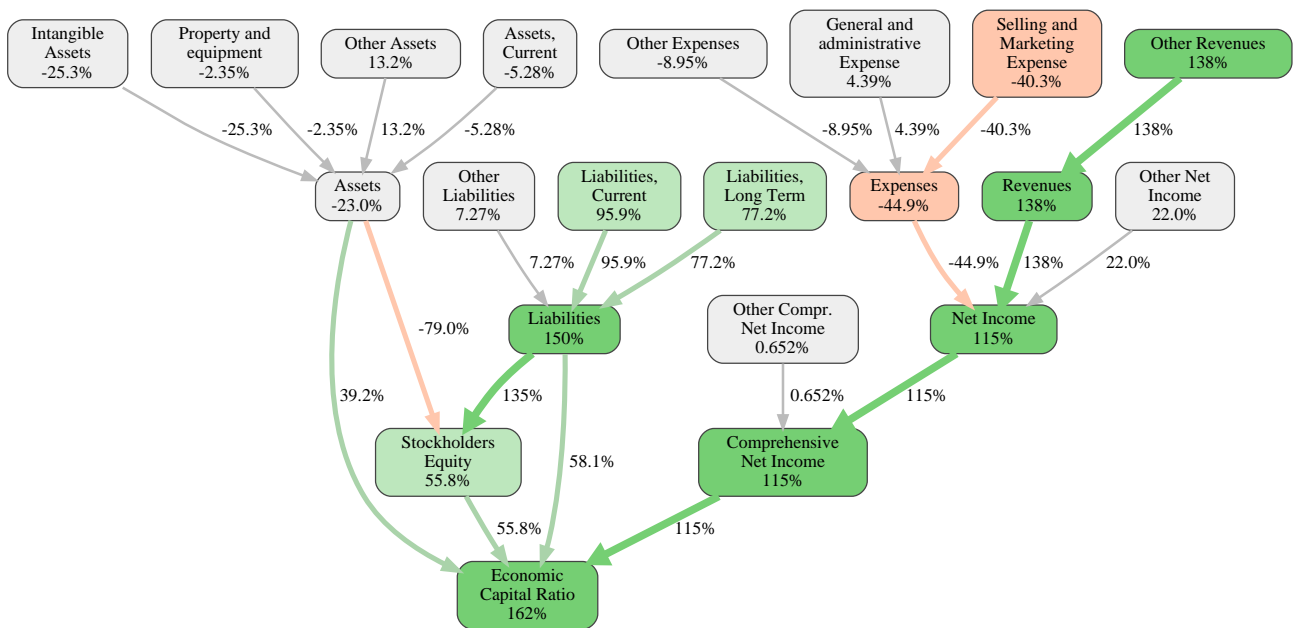 Intangible
Assets
-25.3%
Property and
equipment
-2.35%
Other Assets
13.2%
Assets,
Current
-5.28%
Other Expenses
-8.95%
General and
administrative
Expense
4.39%
Selling and
Marketing
Expense
-40.3%
Other Revenues
138%
-25.3%
-2.35%
13.2%
-5.28%
-8.95%
4.39%
-40.3%
138%
Assets
-23.0%
Other
Liabilities
7.27%
Liabilities,
Current
95.9%
Liabilities,
Long Term
77.2%
Expenses
-44.9%
Revenues
138%
Other Net
Income
22.0%
7.27%
95.9%
77.2%
-44.9%
138%
22.0%
-79.0%
Liabilities
150%
Other Compr.
Net Income
0.652%
Net Income
115%
39.2%
135%
0.652%
115%
Stockholders
Equity
55.8%
58.1%
Comprehensive
Net Income
115%
55.8%
115%
Economic
Capital Ratio
162%